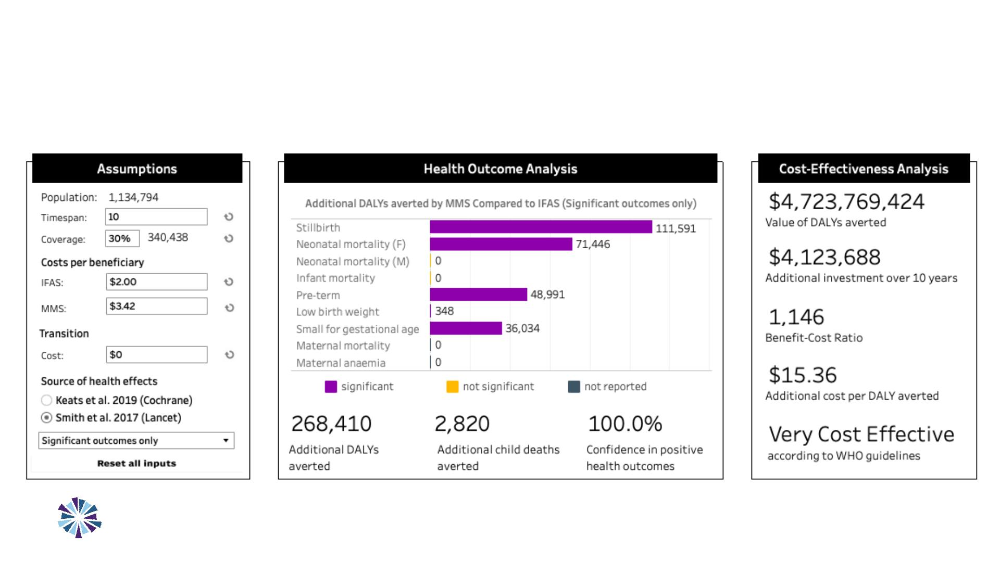 Assumptions
Population: 1,134,794
Timespan: 10
Coverage: 30% 340,438
Costs per beneficiary
IFAS: $2.00
MMS: $3.42
Transition
Cost: $0
Source of health effects
Keats et al. 2019 (Cochrane)
Smith et al. 2017 (Lancet)
Significant outcomes only
Reset all inputs
Health Outcome Analysis
Additional DALYs averted by MMS Compared to IFAS (Significant outcomes only)
Stillbirth 111,591
Neonatal mortality (F) 71,446
Neonatal mortality (M) 0
Infant mortality 0
Pre-term 48,991
Low birth weight 348
Small for gestational age 36,034
Maternal mortality 0
Maternal anaemia 0
significant not significant not reported
268,410 2,820 100.0%
Additional DALYs Additional child deaths Confidence in positive
averted averted health outcomes
Cost-Effectiveness Analysis
$4,723,769,424
Value of DALYs averted
$4,123,688
Additional investment over 10 years
1,146
Benefit-Cost Ratio
$15.36
Additional cost per DALY averted
Very Cost Effective
according to WHO guidelines